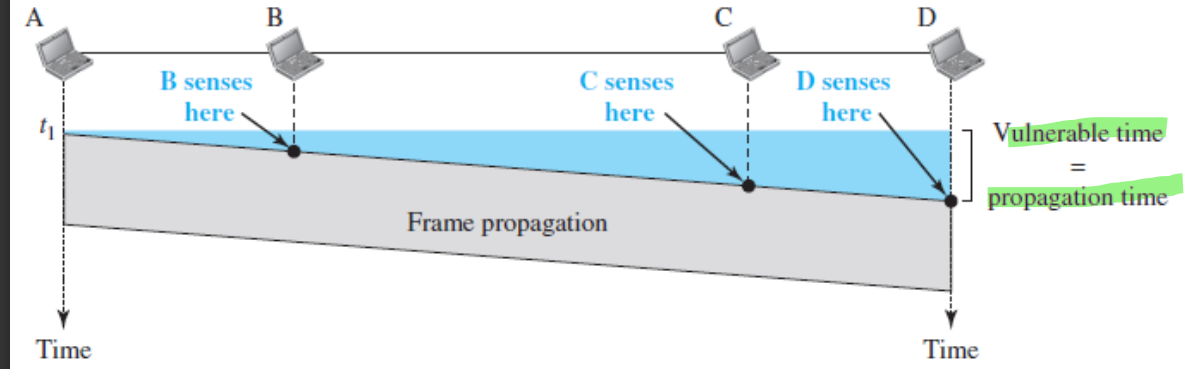 A B C D
B senses
here
C senses
here
D senses
here
t1
Vulnerable time
=
propagation time
Frame propagation
Time
Time